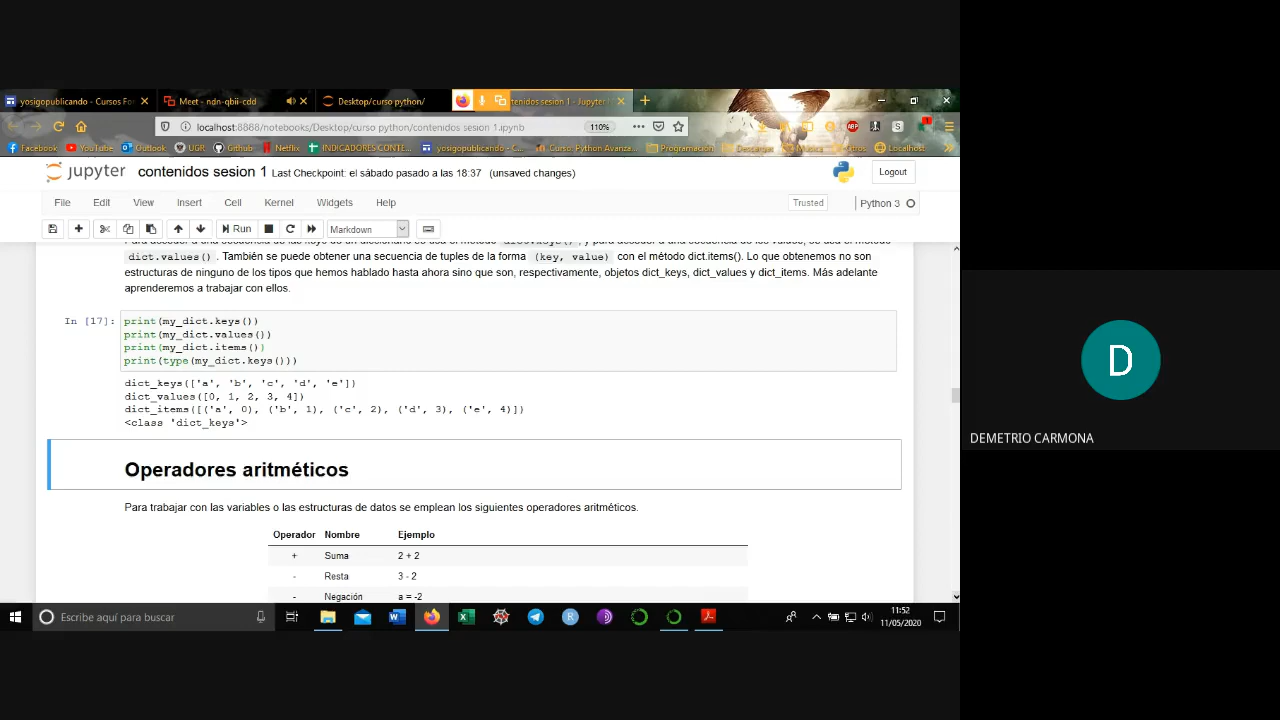 yosigopublicando - Cursos Fo
Meet - ndn-qbii-cdd
Desktop/curso python/
ntenidos sesion 1 - Jupyter
localhost:8888/notebooks/Desktop/curso python/contenidos sesion 1.ipynb
110%
Facebook
YouTube
Outlook
UGR
Github
Netflix
INDICADORES CONTE...
yosigopublicando - C...
Curso: Python Avanza...
Programación
Localhost
jupyter
contenidos sesion 1
Last Checkpoint: el sábado pasado a las 18:37 (unsaved changes)
Logout
File
Edit
View
Insert
Cell
Kernel
Widgets
Help
Trusted
Python 3
Run
Markdown
dict.values() . También se puede obtener una secuencia de tuples de la forma (key, value) con el método dict.items(). Lo que obtenemos no son
estructuras de ninguno de los tipos que hemos hablado hasta ahora sino que son, respectivamente, objetos dict_keys, dict_values y dict_items. Más adelante
aprenderemos a trabajar con ellos.
In [17]:
print(my_dict.keys())
print(my_dict.values())
print(my_dict.items())
print(type(my_dict.keys()))
dict_keys(['a', 'b', 'c', 'd', 'e'])
dict_values([0, 1, 2, 3, 4])
dict_items([('a', 0), ('b', 1), ('c', 2), ('d', 3), ('e', 4)])
<class 'dict_keys'>
Operadores aritméticos
Para trabajar con las variables o las estructuras de datos se emplean los siguientes operadores aritméticos.
Operador Nombre Ejemplo
+ Suma 2 + 2
- Resta 3 - 2
- Negación a = -2
Escribe aquí para buscar
11:52
11/05/2020
D
DEMETRIO CARMONA